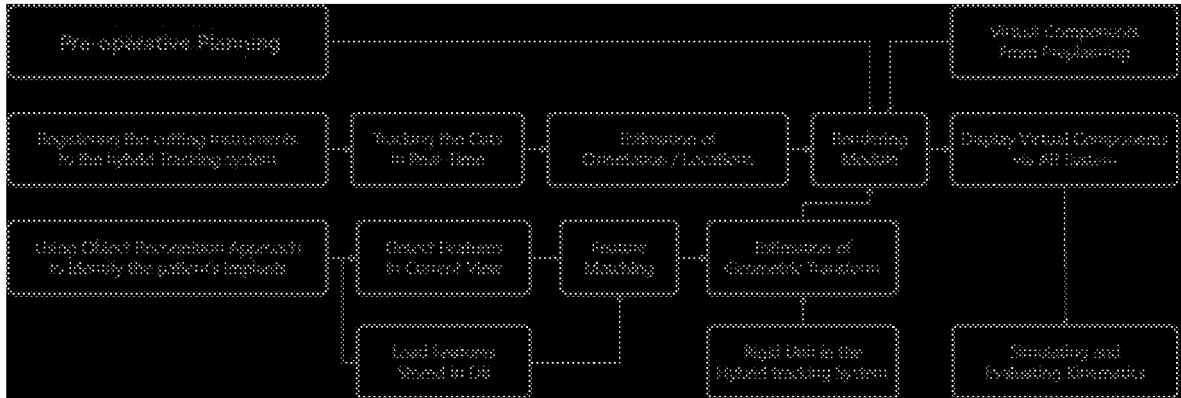 Pre-operative Planning
Virtual Components
From Preplanning
Registering the cutting instruments
to the Hybrid Tracking system
Tracking the Cuts
in Real-Time
Estimation of
Orientation / Locations
Rendering
Module
Display Virtual Components
via AR System
Using Object Recognition Approach
to identify the patient's implants
Detect Features
in Current View
Feature
Matching
Estimation of
Geometric Transform
Load Features
Stored in DB
Rigid Unit in the
Hybrid tracking System
Simulating and
Evaluating Kinematics